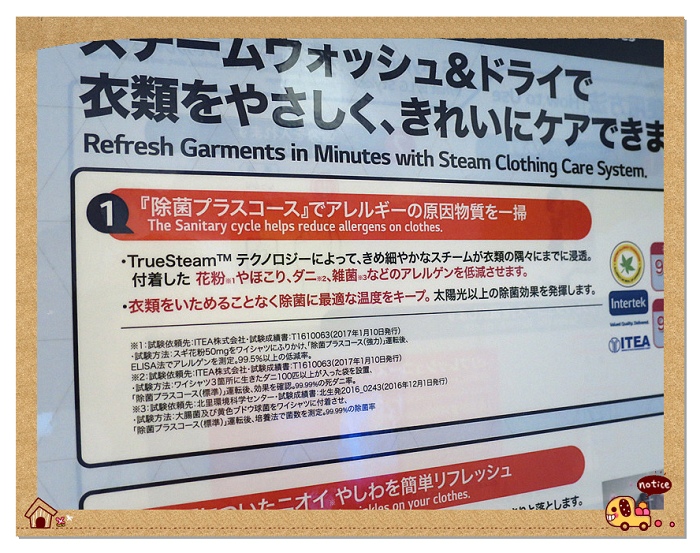 スチームウォッシュ&ドライで
衣類をやさしく、きれいにケアできま
Refresh Garments in Minutes with Steam Clothing Care System.
1
『除菌プラスコース』でアレルギーの原因物質を一掃
The Sanitary cycle helps reduce allergens on clothes.
・TrueSteam™ テクノロジーによって、きめ細やかなスチームが衣類の隅々にまでに浸透。
付着した 花粉※1やほこり、ダニ※2、雑菌※3などのアレルゲンを低減させます。
・衣類をいためることなく除菌に最適な温度をキープ。太陽光以上の除菌効果を発揮します。
Intertek
Valued Quality. Delivered.
ITEA
※1:試験依頼先:ITEA株式会社・試験成績書:T1610063(2017年1月10日発行)
・試験方法:スギ花粉50mgをワイシャツにふりかけ、「除菌プラスコース(強力)」運転後、
ELISA法でアレルゲンを測定。99.5%以上の低減率。
※2:試験依頼先:ITEA株式会社・試験成績書:T1610063(2017年1月10日発行)
・試験方法:ワイシャツ3箇所に生きたダニ100匹以上が入った袋を設置、
「除菌プラスコース(標準)」運転後、効果を確認。99.99%の死ダニ率。
※3:試験依頼先:北里環境科学センター・試験成績書:北生発2016_0243(2016年12月1日発行)
・試験方法:大腸菌及び黄色ブドウ球菌をワイシャツに付着させ、
「除菌プラスコース(標準)」運転後、培養法で菌数を測定。99.99%の除菌率
ついたニオイ やしわを簡単リフレッシュ
kles on your clothes.
りと落とします。
notice